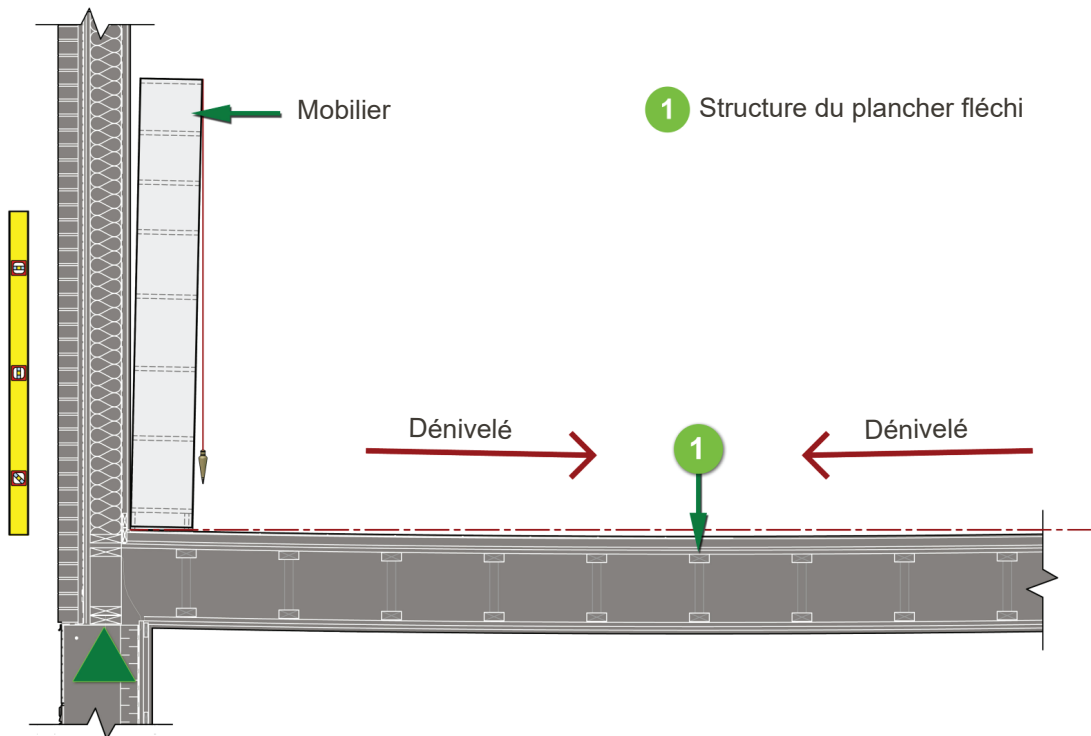 Mobilier
1 Structure du plancher fléchi
Dénivelé
1
Dénivelé